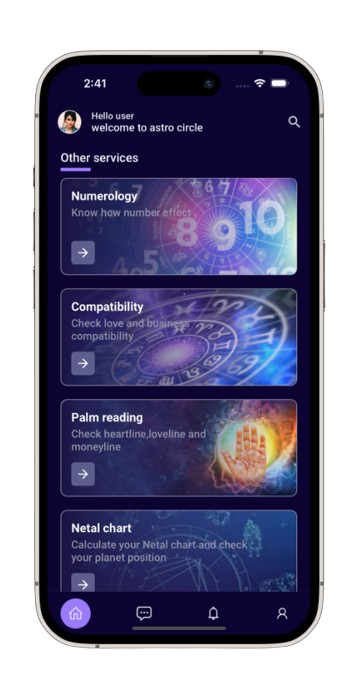 2:41
Hello user
welcome to astro circle
Other services
Numerology
Know how number effect
Compatibility
Check love and business
compatibility
Palm reading
Check heartline,loveline and
moneyline
Netal chart
Calculate your Netal chart and check
your planet position